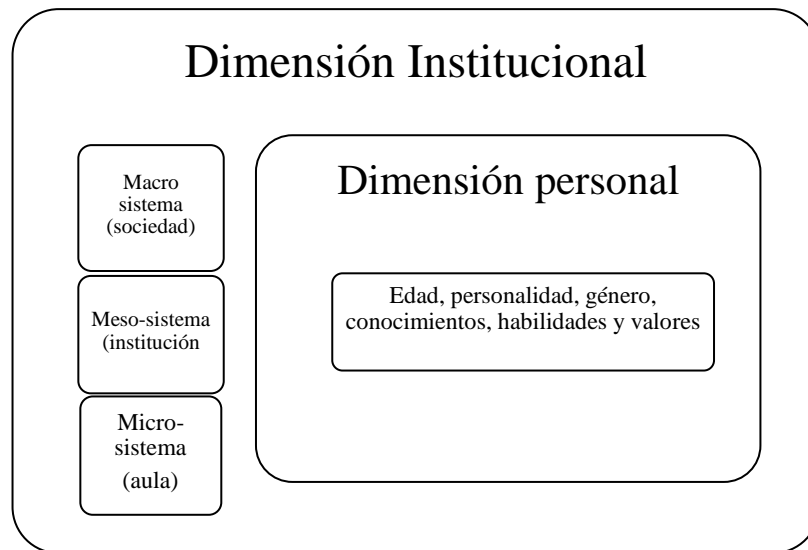 Dimensión Institucional
Macro
sistema
(sociedad)
Meso-sistema
(institución
Micro-
sistema
(aula)
Dimensión personal
Edad, personalidad, género,
conocimientos, habilidades y valores